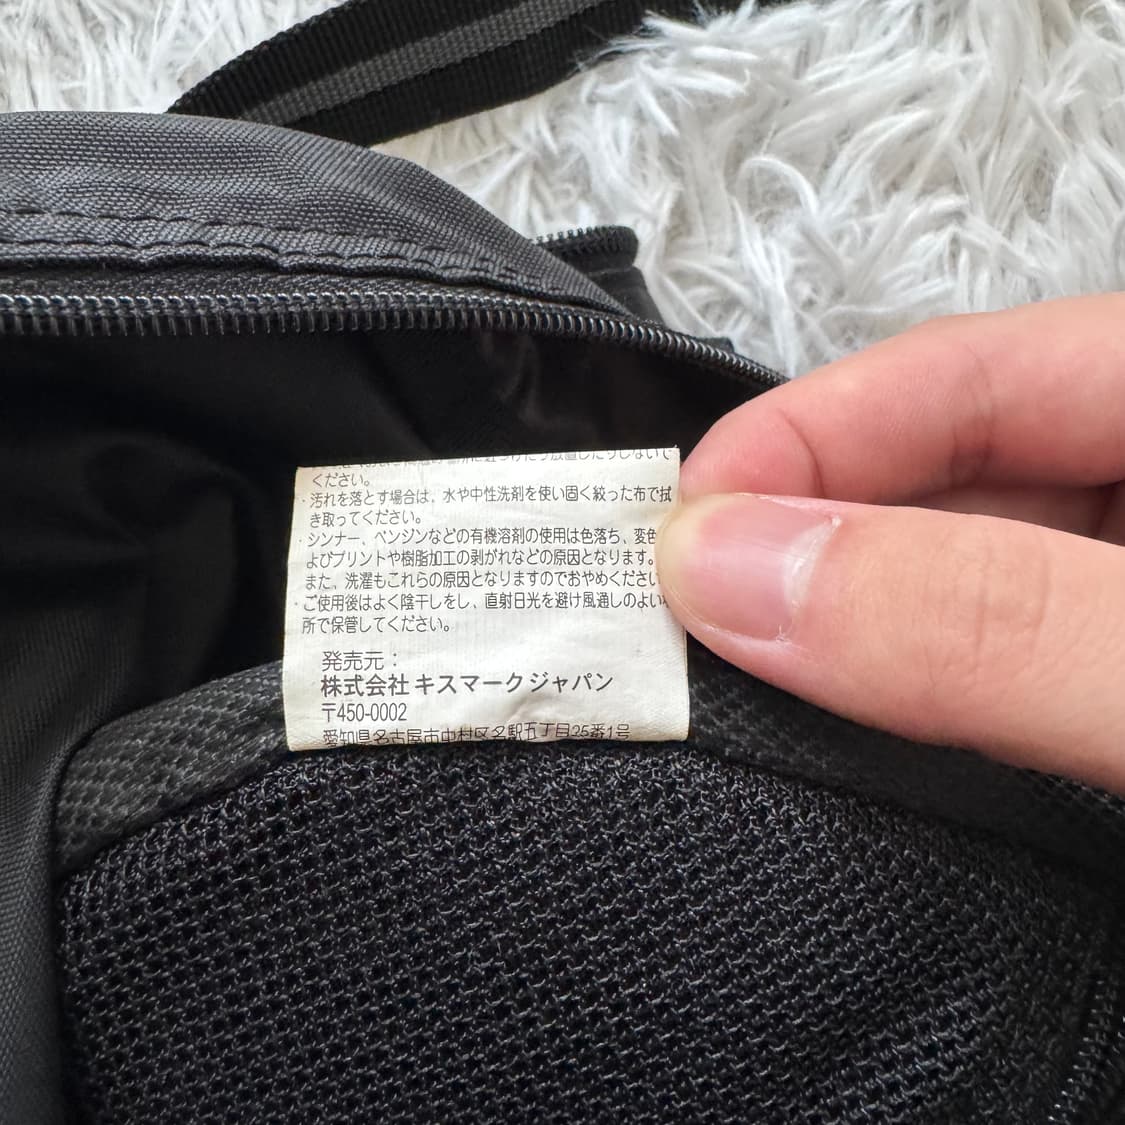 ください。
・汚れを落とす場合は、水や中性洗剤を使い固く絞った布で拭
き取ってください。
・シンナー、ベンジンなどの有機溶剤の使用は色落ち、変色
よびプリントや樹脂加工の剥がれなどの原因となります。
また、洗濯もこれらの原因となりますのでおやめください
・ご使用後はよく陰干しをし、直射日光を避け風通しのよい
所で保管してください。
発売元：
株式会社 キスマークジャパン
〒450-0002
愛知県名古屋市中村区名駅五丁目25番1号